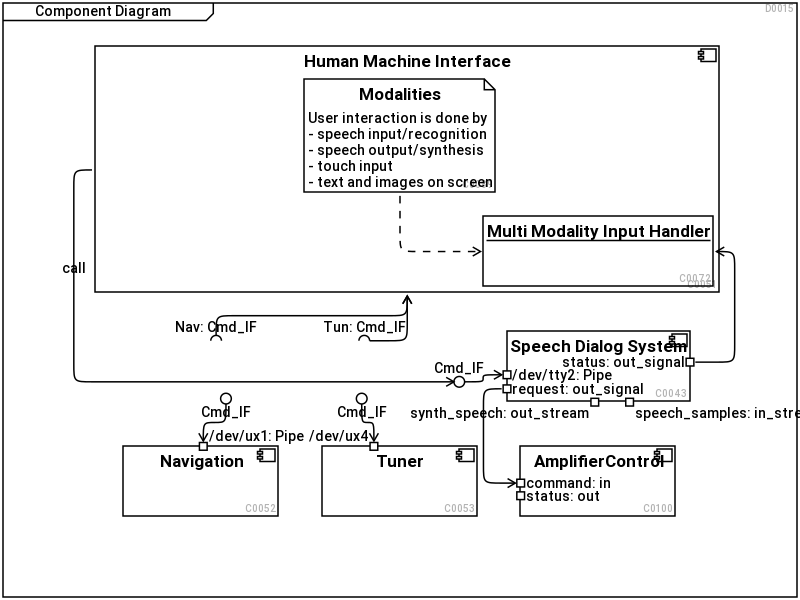 Component Diagram
D0015
Human Machine Interface
Modalities
User interaction is done by
- speech input/recognition
- speech output/synthesis
- touch input
- text and images on screen
Multi Modality Input Handler
C0072
call
Nav: Cmd_IF
Tun: Cmd_IF
Speech Dialog System
status: out_signal
Cmd_IF
/dev/tty2: Pipe
request: out_signal
C0043
Cmd_IF
Cmd_IF
synth_speech: out_stream
speech_samples: in_stre
/dev/ux1: Pipe
/dev/ux4
Navigation
C0052
Tuner
C0053
AmplifierControl
command: in
status: out
C0100